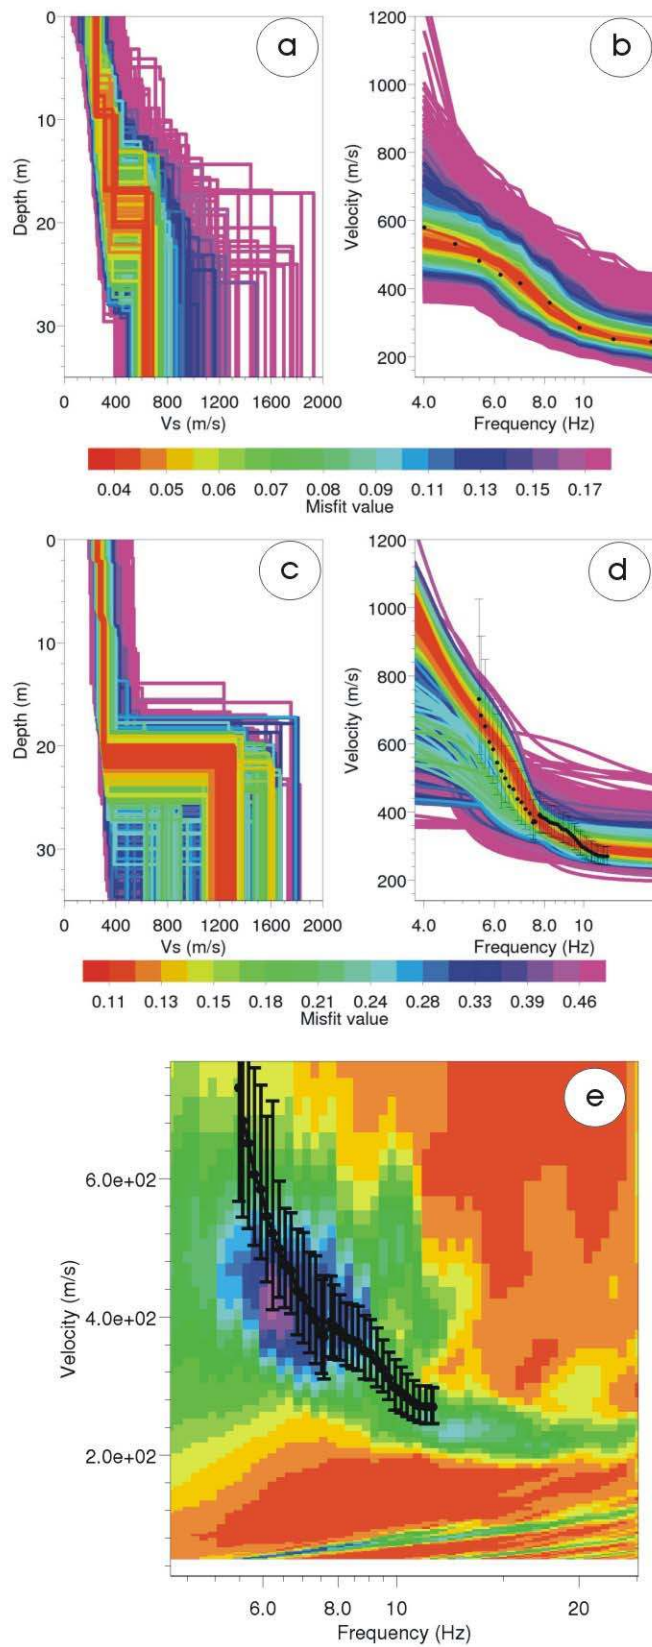 a
0
10
20
30
Depth (m)
0 400 800 1200 1600 2000
Vs (m/s)
b
1200
1000
800
600
400
200
Velocity (m/s)
4.0 6.0 8.0 10
Frequency (Hz)
0.04 0.05 0.06 0.07 0.08 0.09 0.11 0.13 0.15 0.17
Misfit value
c
0
10
20
30
Depth (m)
0 400 800 1200 1600 2000
Vs (m/s)
d
1200
1000
800
600
400
200
Velocity (m/s)
4.0 6.0 8.0 10
Frequency (Hz)
0.11 0.13 0.15 0.18 0.21 0.24 0.28 0.33 0.39 0.46
Misfit value
e
6.0e+02
4.0e+02
2.0e+02
Velocity (m/s)
6.0 8.0 10 20
Frequency (Hz)